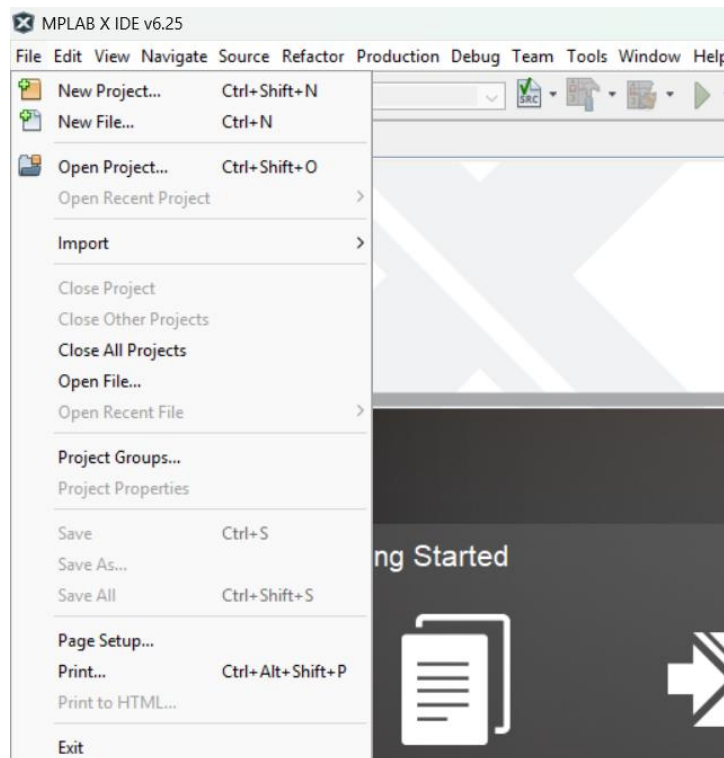 MPLAB X IDE v6.25
File Edit View Navigate Source Refactor Production Debug Team Tools Window Help
New Project... Ctrl+Shift+N
New File... Ctrl+N
Open Project... Ctrl+Shift+O
Open Recent Project
Import
Close Project
Close Other Projects
Close All Projects
Open File...
Open Recent File
Project Groups...
Project Properties
Save Ctrl+S
Save As...
Save All Ctrl+Shift+S
Page Setup...
Print... Ctrl+Alt+Shift+P
Print to HTML...
Exit
SRC
ng Started